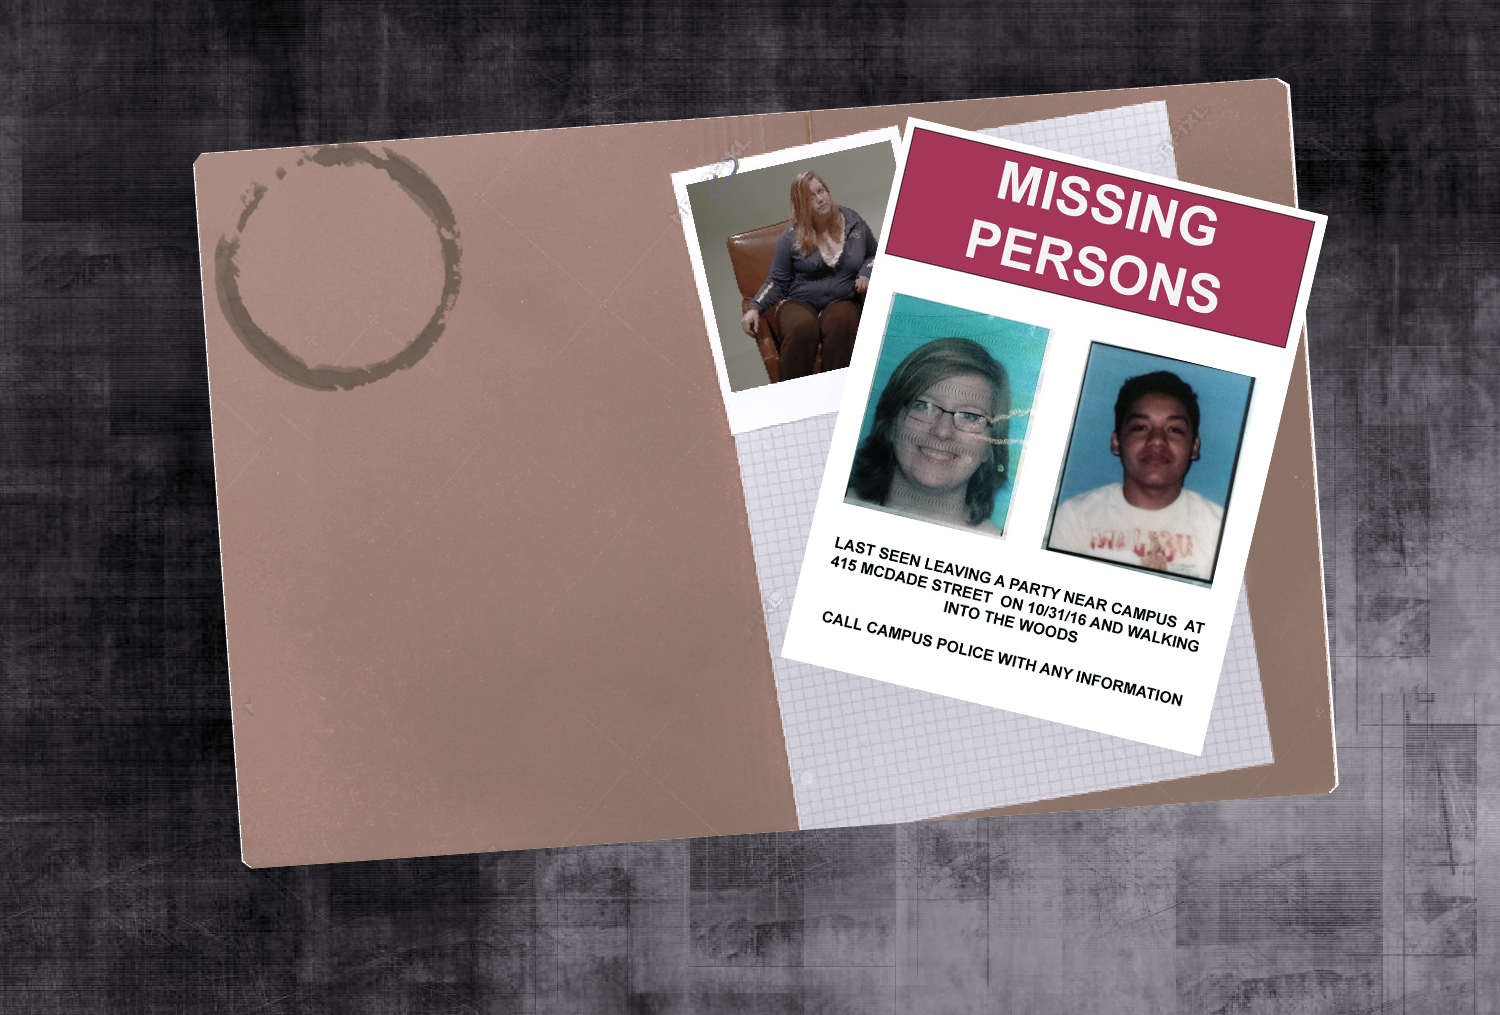 MISSING
PERSONS
LAST SEEN LEAVING A PARTY NEAR CAMPUS AT
415 MCDADE STREET ON 10/31/16 AND WALKING
INTO THE WOODS
CALL CAMPUS POLICE WITH ANY INFORMATION